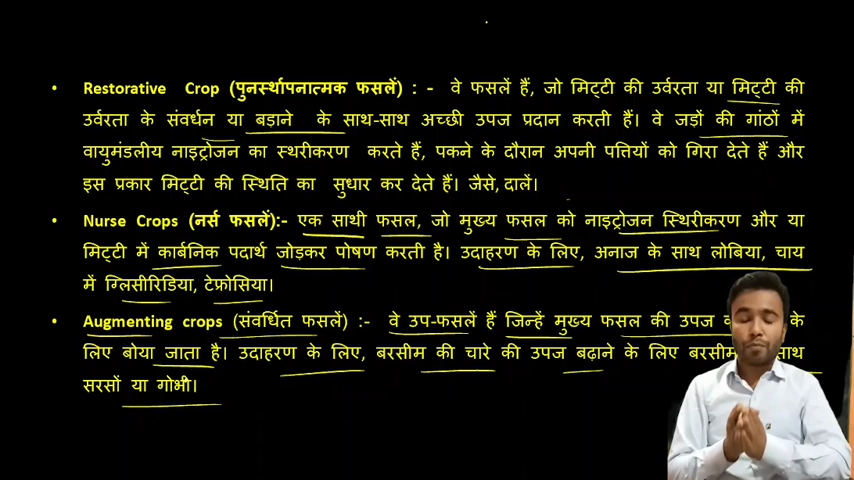 • Restorative Crop (पुनर्स्थापनात्मक फसलें) : - वे फसलें हैं, जो मिट्टी की उर्वरता या मिट्टी की
उर्वरता के संवर्धन या बड़ाने के साथ-साथ अच्छी उपज प्रदान करती हैं। वे जड़ों की गांठों में
वायुमंडलीय नाइट्रोजन का स्थरीकरण करते हैं, पकने के दौरान अपनी पत्तियों को गिरा देते हैं और
इस प्रकार मिट्टी की स्थिति का सुधार कर देते हैं। जैसे, दालें।
• Nurse Crops (नर्स फसलें):- एक साथी फसल, जो मुख्य फसल को नाइट्रोजन स्थिरीकरण और या
मिट्टी में कार्बनिक पदार्थ जोड़कर पोषण करती है। उदाहरण के लिए, अनाज के साथ लोबिया, चाय
में ग्लिसीरिडिया, टेफ्रोसिया।
• Augmenting crops (संवर्धित फसलें) :- वे उप-फसलें हैं जिन्हें मुख्य फसल की उपज के
लिए बोया जाता है। उदाहरण के लिए, बरसीम की चारे की उपज बढ़ाने के लिए बरसीम साथ
सरसों या गोभी।